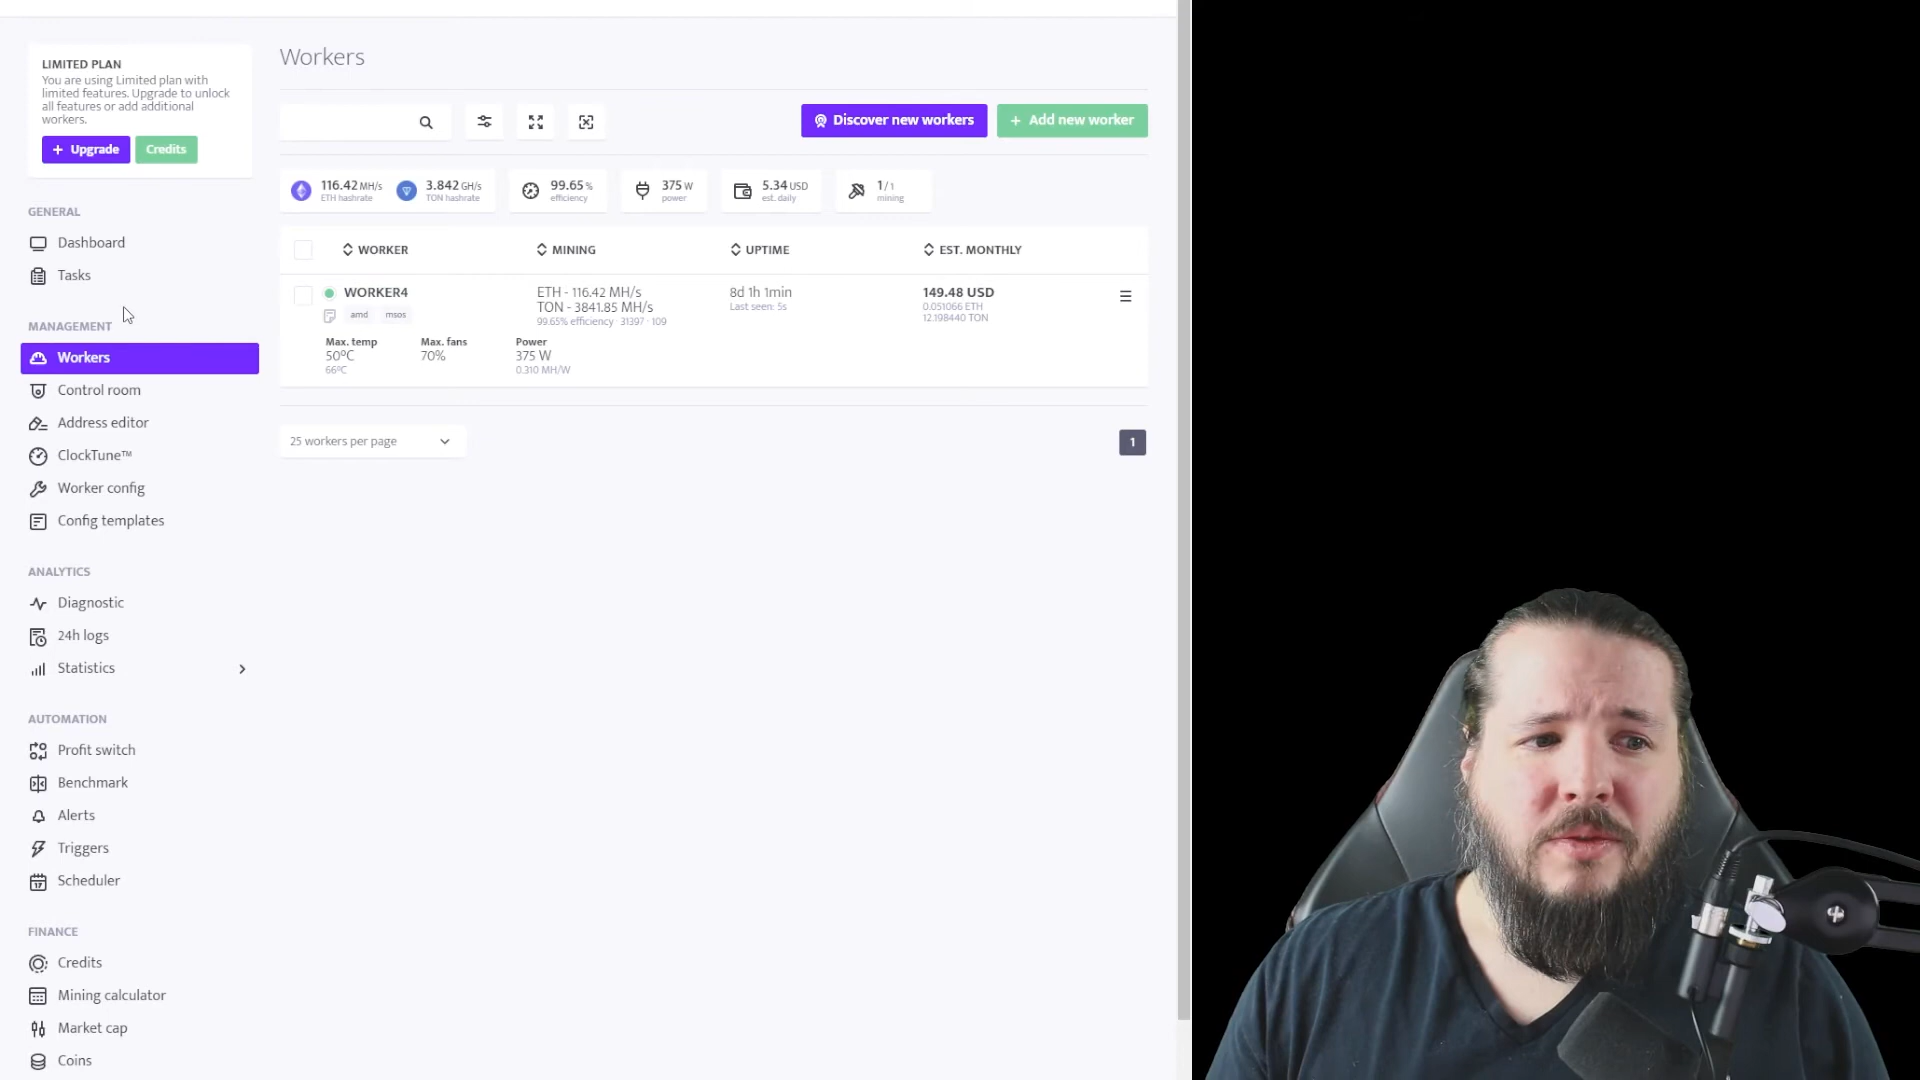 LIMITED PLAN
You are using Limited plan with
limited features. Upgrade to unlock
all features or add additional
workers.
+ Upgrade
Credits
GENERAL
Dashboard
Tasks
MANAGEMENT
Workers
Control room
Address editor
ClockTune™
Worker config
Config templates
ANALYTICS
Diagnostic
24h logs
Statistics
AUTOMATION
Profit switch
Benchmark
Alerts
Triggers
Scheduler
FINANCE
Credits
Mining calculator
Market cap
Coins
Workers
Discover new workers
+ Add new worker
116.42 MH/s
ETH hashrate
3.842 GH/s
TON hashrate
99.65 %
efficiency
375 W
power
5.34 USD
est. daily
1 / 1
mining
WORKER MINING UPTIME EST. MONTHLY
WORKER4
amd msos
ETH - 116.42 MH/s
TON - 3841.85 MH/s
99.65% efficiency · 31397 · 109
8d 1h 1min
Last seen: 5s
149.48 USD
0.051066 ETH
12.198440 TON
Max. temp
50ºC
66ºC
Max. fans
70%
Power
375 W
0.310 MH/W
25 workers per page
1